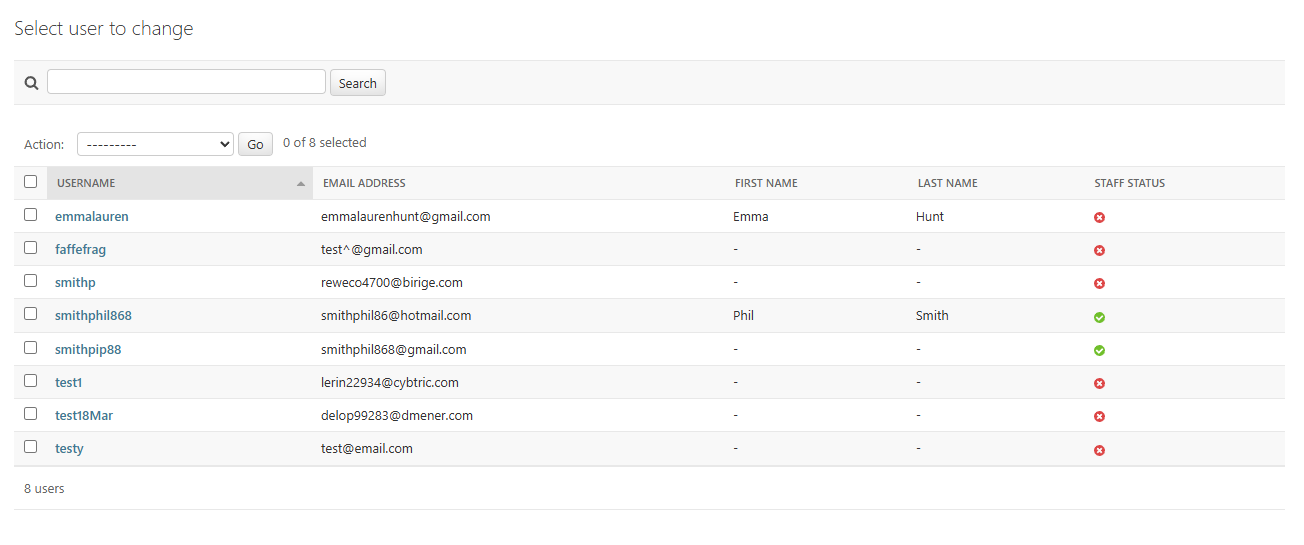 Select user to change
Search
Action: --------- Go 0 of 8 selected
USERNAME EMAIL ADDRESS FIRST NAME LAST NAME STAFF STATUS
emmalauren emmalaurenhunt@gmail.com Emma Hunt
faffefrag test^@gmail.com - -
smithp reweco4700@birige.com - -
smithphil868 smithphil86@hotmail.com Phil Smith
smithpip88 smithphil868@gmail.com - -
test1 lerin22934@cybtric.com - -
test18Mar delop99283@dmener.com - -
testy test@email.com - -
8 users